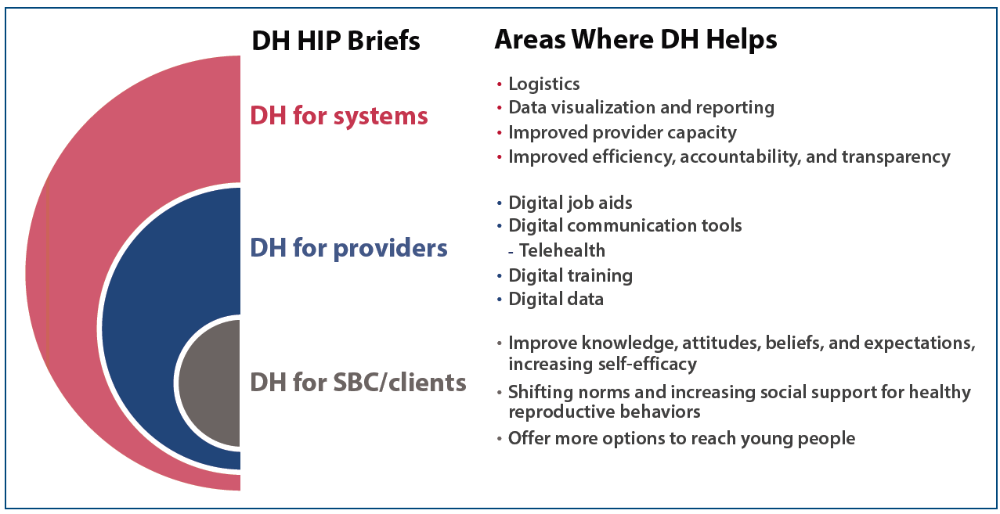 DH HIP Briefs
Areas Where DH Helps
DH for systems
• Logistics
• Data visualization and reporting
• Improved provider capacity
• Improved efficiency, accountability, and transparency
DH for providers
• Digital job aids
• Digital communication tools
- Telehealth
• Digital training
• Digital data
DH for SBC/clients
• Improve knowledge, attitudes, beliefs, and expectations,
increasing self-efficacy
• Shifting norms and increasing social support for healthy
reproductive behaviors
• Offer more options to reach young people